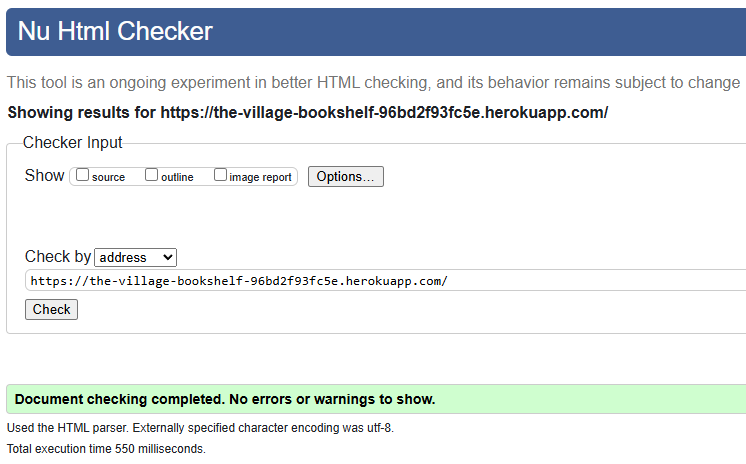 Nu Html Checker
This tool is an ongoing experiment in better HTML checking, and its behavior remains subject to change
Showing results for https://the-village-bookshelf-96bd2f93fc5e.herokuapp.com/
Checker Input
Show source outline image report Options...
Check by address
https://the-village-bookshelf-96bd2f93fc5e.herokuapp.com/
Check
Document checking completed. No errors or warnings to show.
Used the HTML parser. Externally specified character encoding was utf-8.
Total execution time 550 milliseconds.